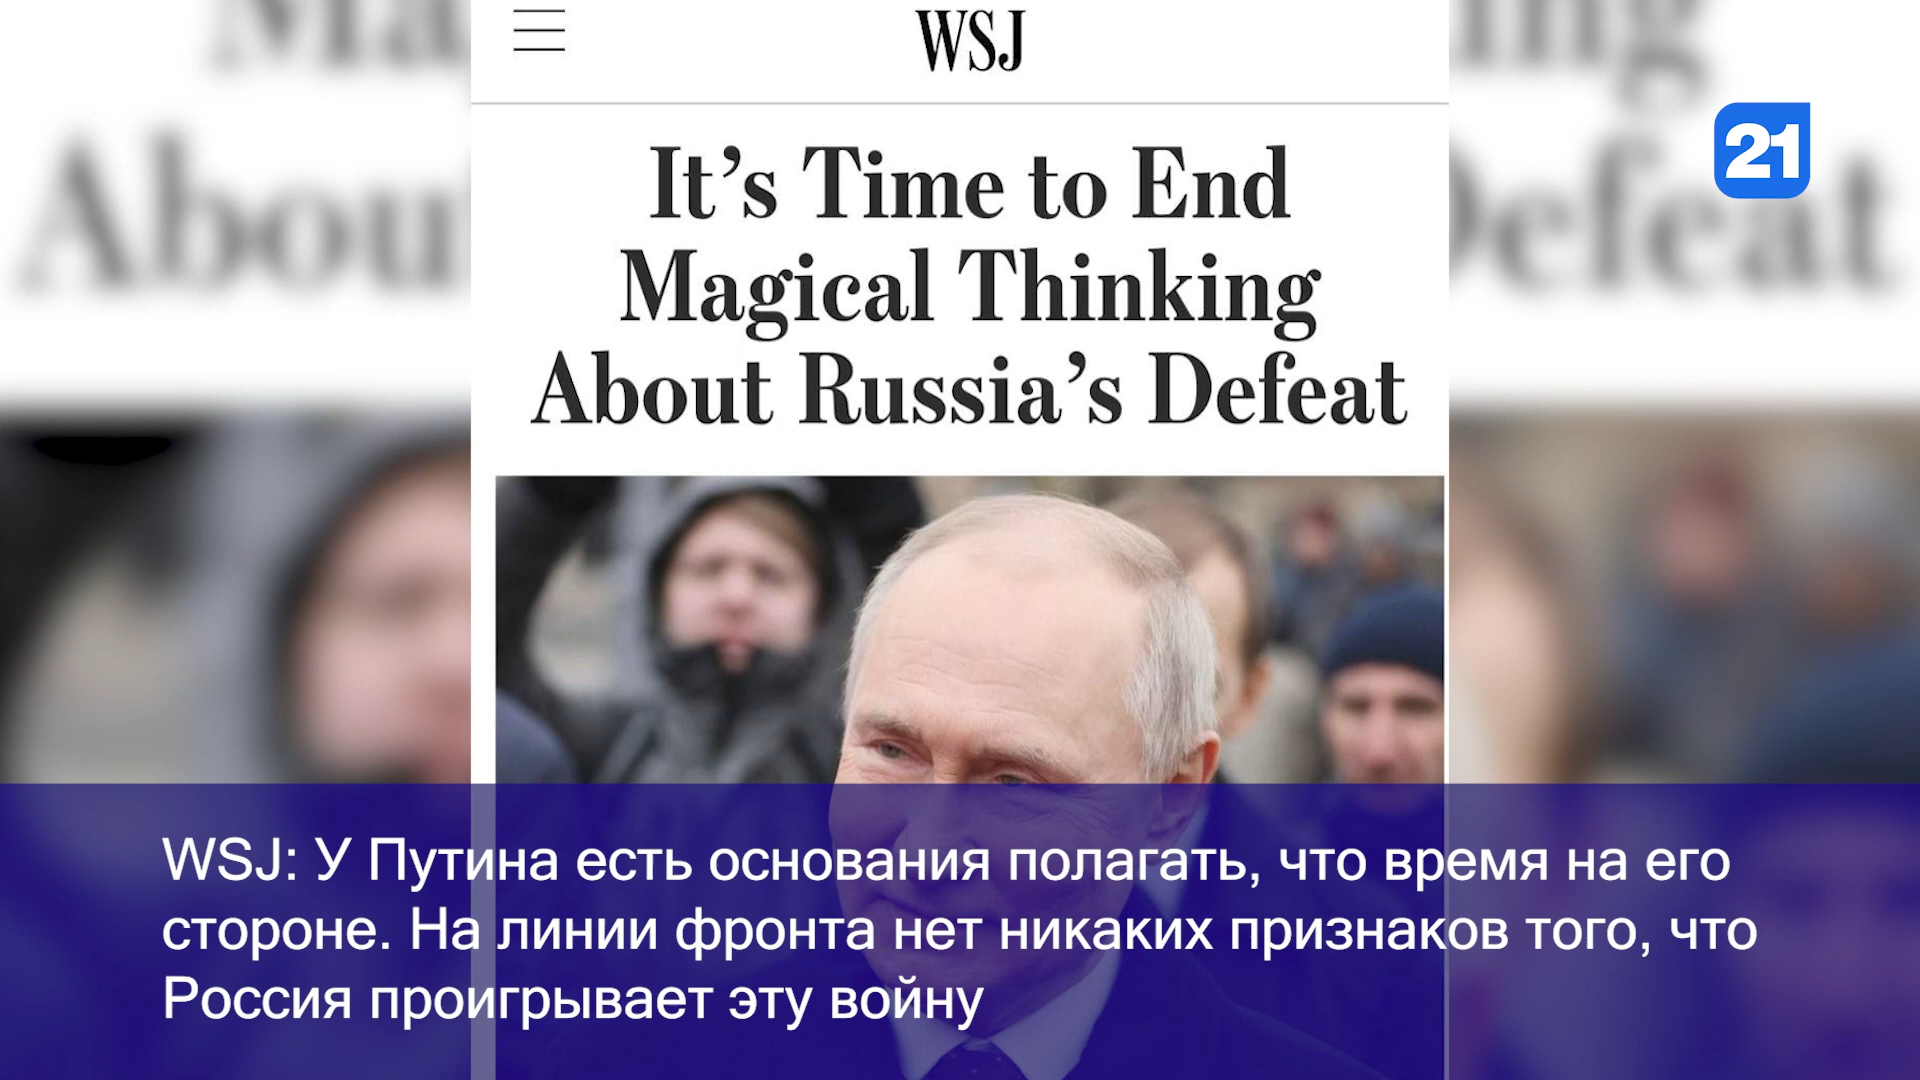 WSJ
It's Time to End
Magical Thinking
About Russia's Defeat
21
WSJ: У Путина есть основания полагать, что время на его
стороне. На линии фронта нет никаких признаков того, что
Россия проигрывает эту войну